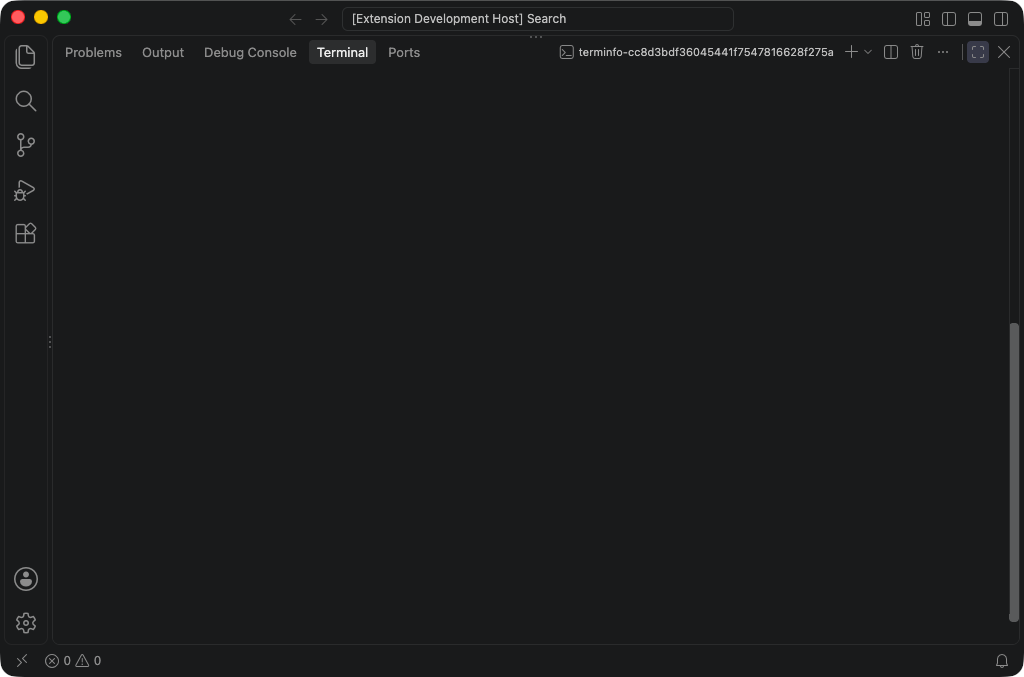 [Extension Development Host] Search
Problems Output Debug Console Terminal Ports terminfo-cc8d3bdf36045441f7547816628f275a
0 0